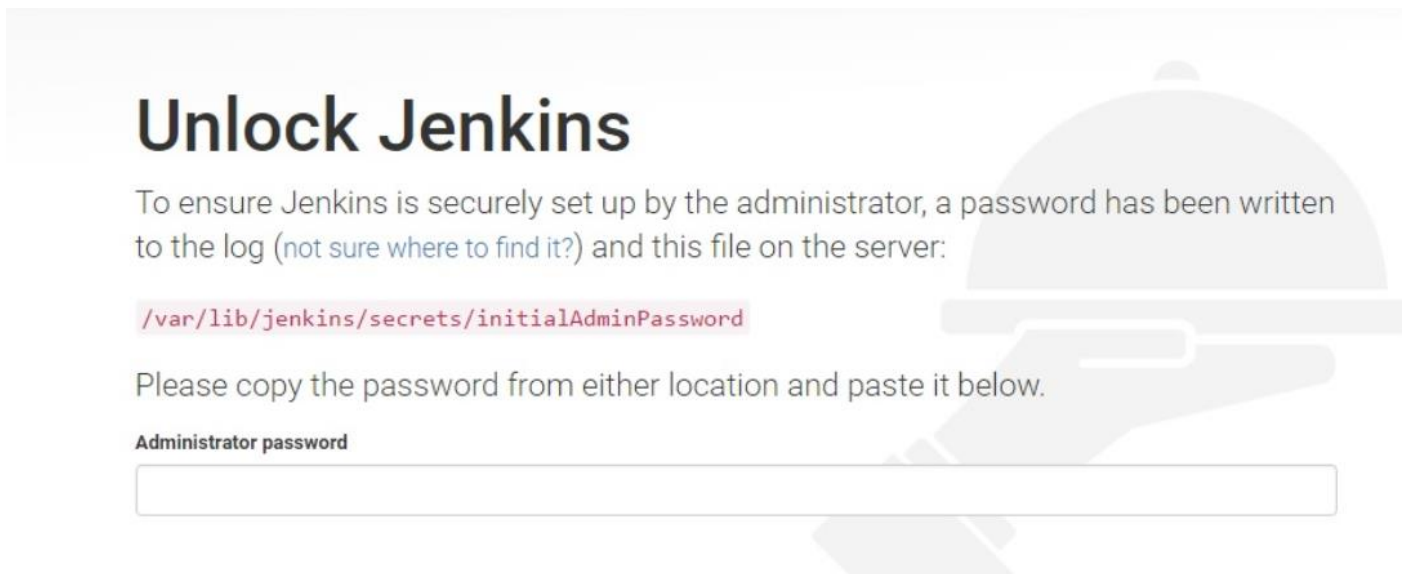 Unlock Jenkins
To ensure Jenkins is securely set up by the administrator, a password has been written
to the log (not sure where to find it?) and this file on the server:
/var/lib/jenkins/secrets/initialAdminPassword
Please copy the password from either location and paste it below.
Administrator password